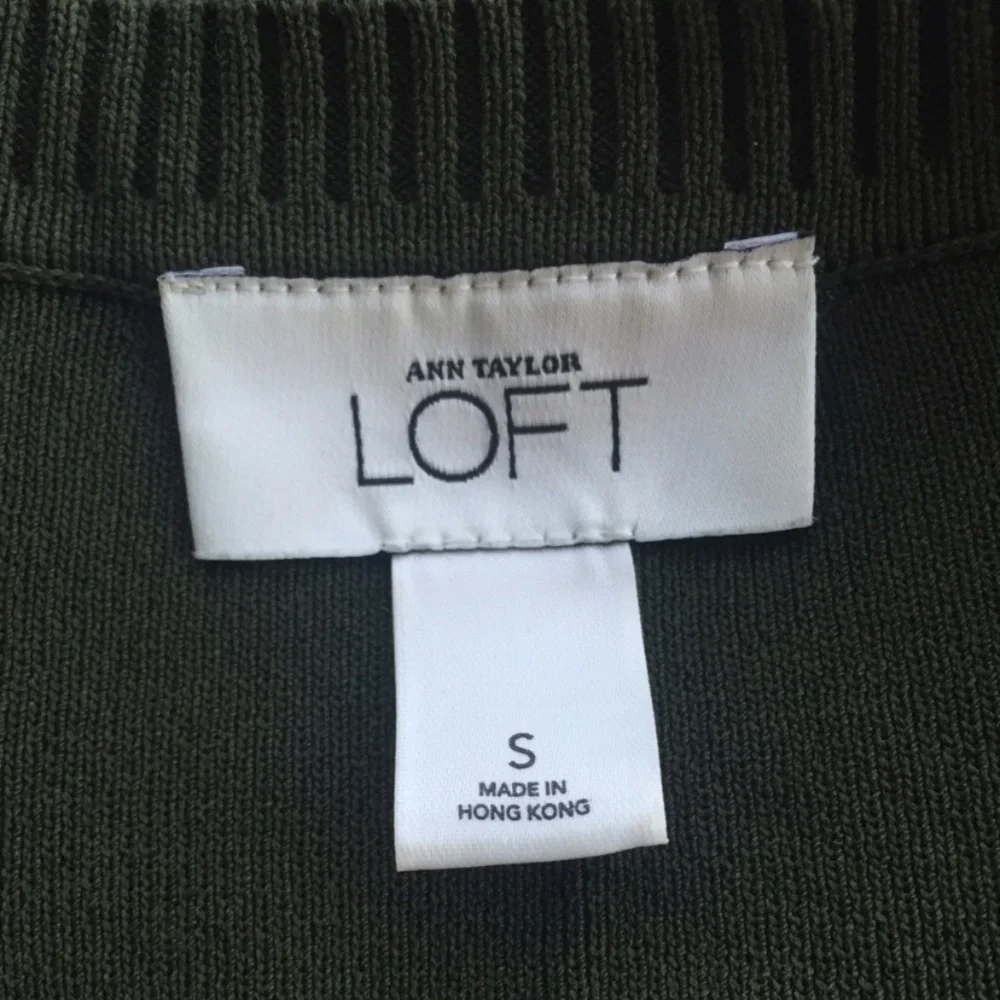 ANN TAYLOR
LOFT
S
MADE IN
HONG KONG